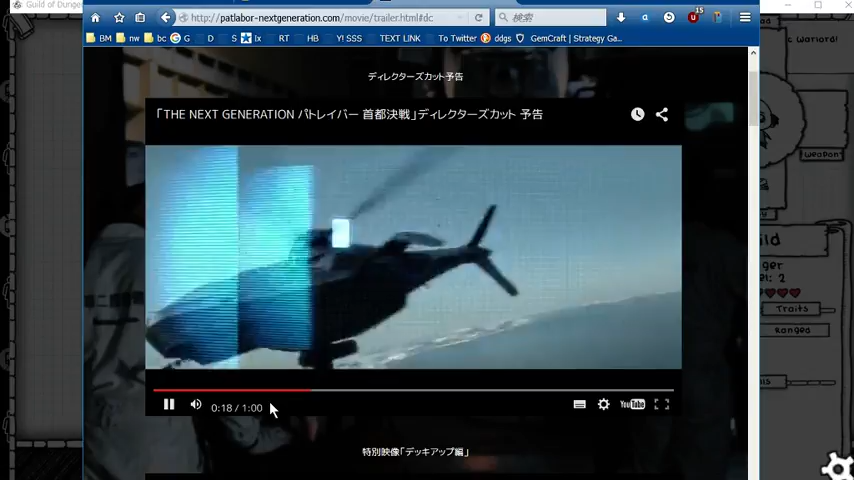 Guild of Dunge
http://patlabor-nextgeneration.com/movie/trailer.html#dc
検索
15
BM nw bc G D S ix RT HB Y! SSS TEXT LINK To Twitter ddgs GemCraft | Strategy Ga...
ディレクターズカット予告
「THE NEXT GENERATION パトレイバー 首都決戦」ディレクターズカット 予告
Weapon
Traits
Ranged
0:18 / 1:00
YouTube
特別映像「デッキアップ編」